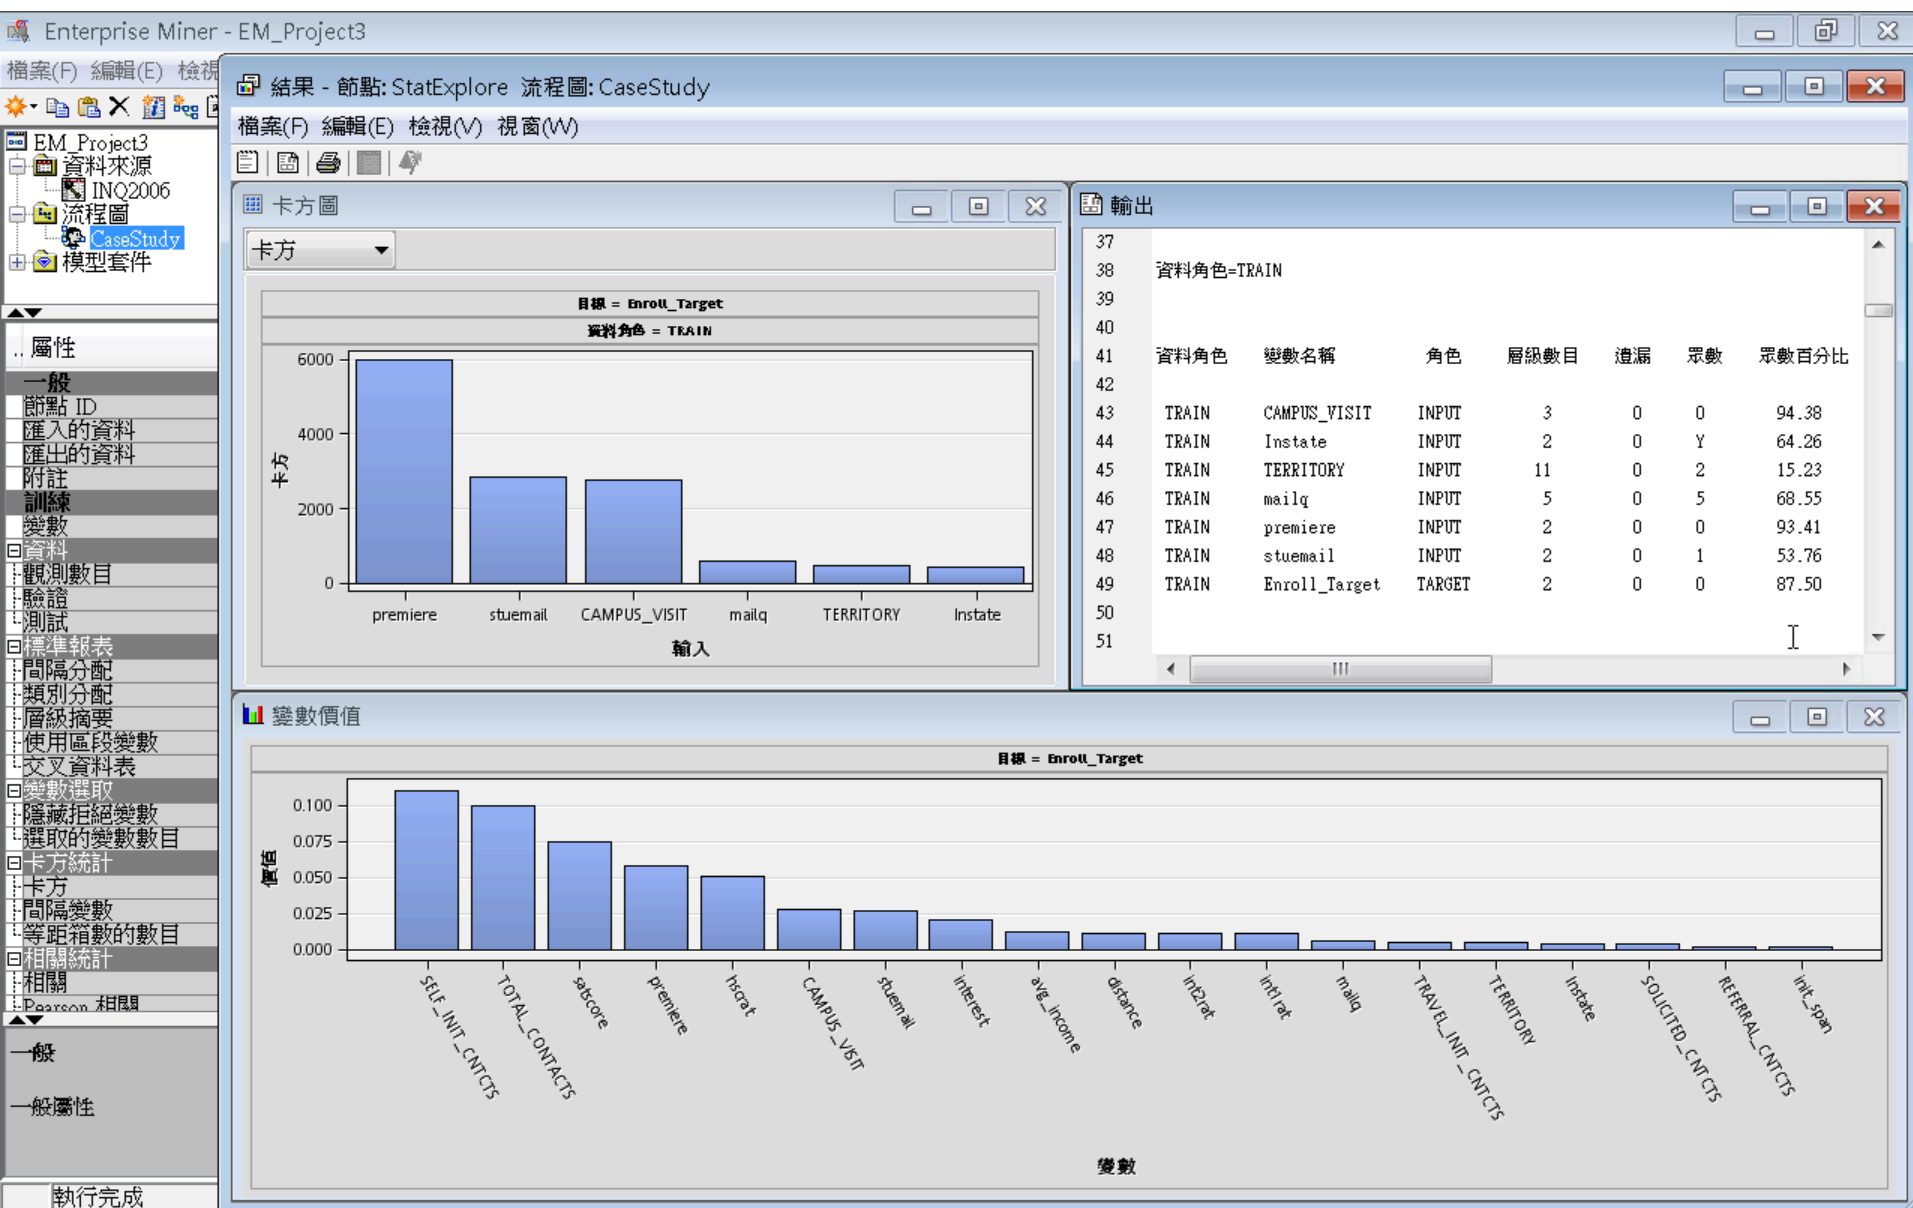 Enterprise Miner - EM_Project3
檔案(F) 編輯(E) 檢視
EM_Project3
資料來源
INQ2006
流程圖
CaseStudy
模型套件
.. 屬性
一般
節點 ID
匯入的資料
匯出的資料
附註
訓練
變數
資料
觀測數目
驗證
測試
標準報表
間隔分配
類別分配
層級摘要
使用區段變數
交叉資料表
變數選取
隱藏拒絕變數
選取的變數數目
卡方統計
卡方
間隔變數
等距箱數的數目
相關統計
相關
Pearson 相關
一般
一般屬性
執行完成
結果 - 節點: StatExplore 流程圖: CaseStudy
檔案(F) 編輯(E) 檢視(V) 視窗(W)
卡方圖
卡方
目標 = Enroll_Target
資料角色 = TRAIN
6000
4000
2000
0
卡方
premiere stuemail CAMPUS_VISIT mailq TERRITORY Instate
輸入
輸出
37
38 資料角色=TRAIN
39
40
41 資料角色 變數名稱 角色 層級數目 遺漏 眾數 眾數百分比
42
43 TRAIN CAMPUS_VISIT INPUT 3 0 0 94.38
44 TRAIN Instate INPUT 2 0 Y 64.26
45 TRAIN TERRITORY INPUT 11 0 2 15.23
46 TRAIN mailq INPUT 5 0 5 68.55
47 TRAIN premiere INPUT 2 0 0 93.41
48 TRAIN stuemail INPUT 2 0 1 53.76
49 TRAIN Enroll_Target TARGET 2 0 0 87.50
50
51
變數價值
目標 = Enroll_Target
0.100
0.075
0.050
0.025
0.000
價值
SELF_INIT_CNTCTS TOTAL_CONTACTS satscore premiere hscrat CAMPUS_VISIT stuemail interest avg_income distance int2rat int1rat mailq TRAVEL_INIT_CNTCTS TERRITORY Instate SOLICITED_CNTCTS REFERRAL_CNTCTS init_span
變數